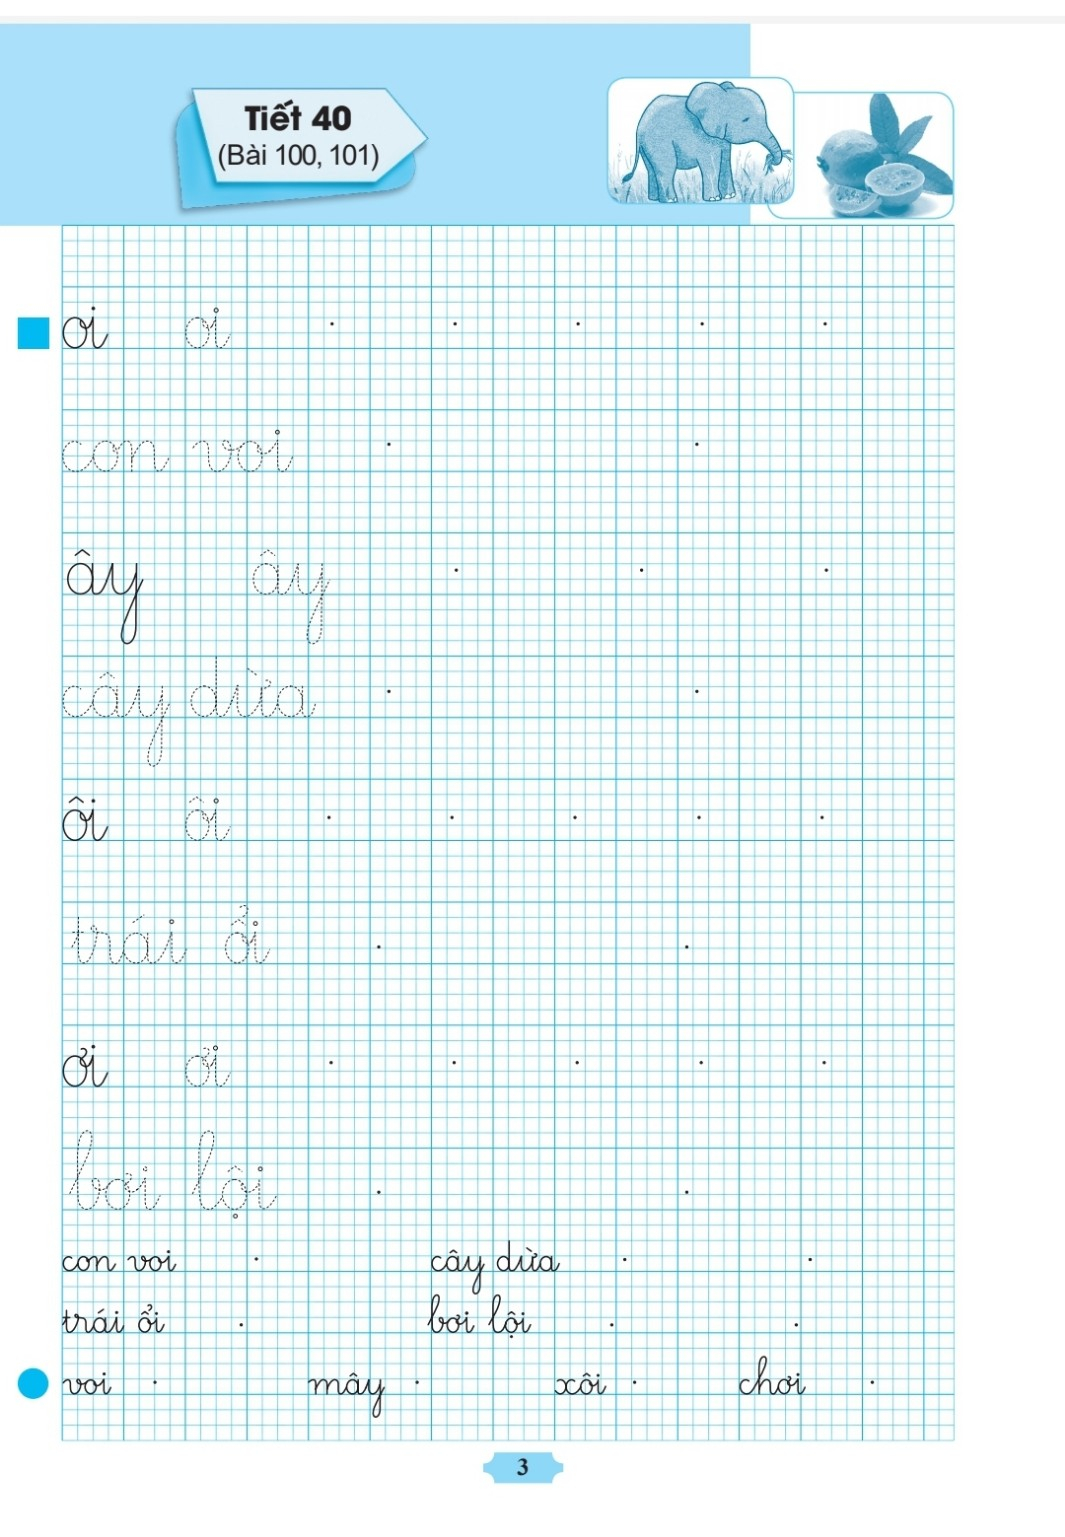 Tiết 40
(Bài 100, 101)
oi oi
con voi
ây ây
cây dừa
ôi ôi
trái ổi
ơi ơi
bơi lội
con voi cây dừa
trái ổi bơi lội
voi mây xôi chơi
3